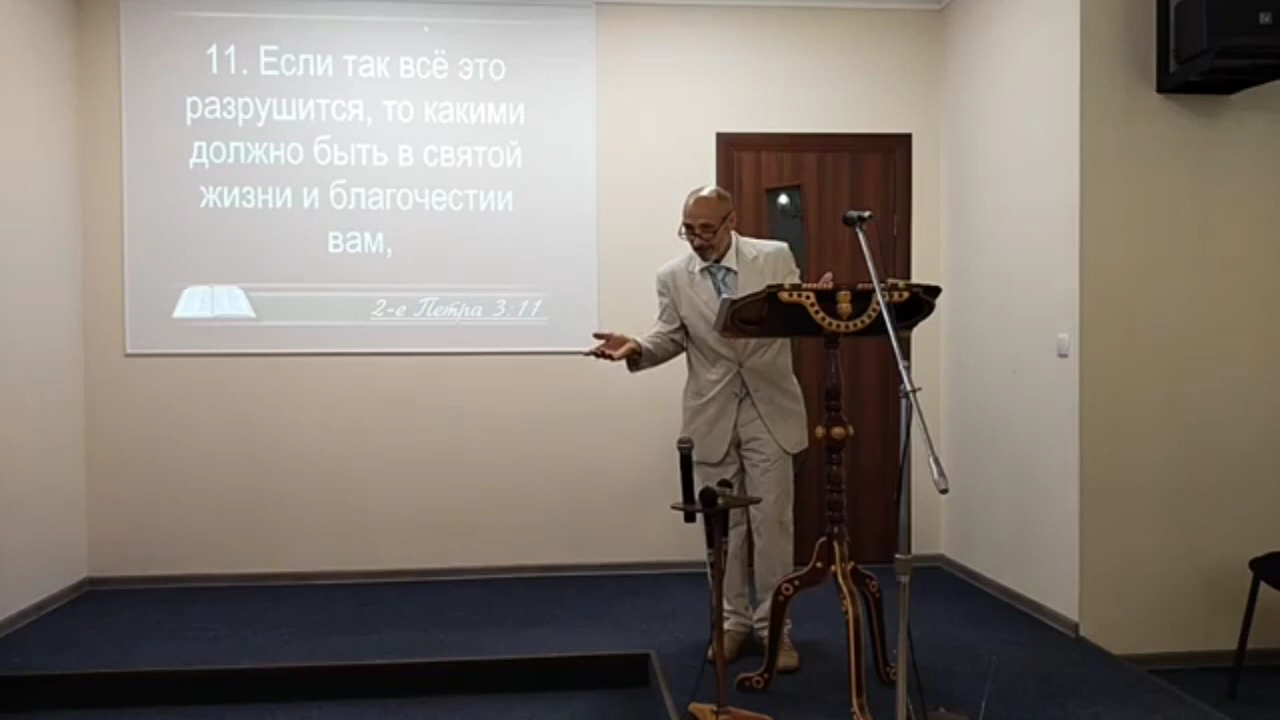 11. Если так всё это
разрушится, то какими
должно быть в святой
жизни и благочестии
вам,
2-е Петра 3:11